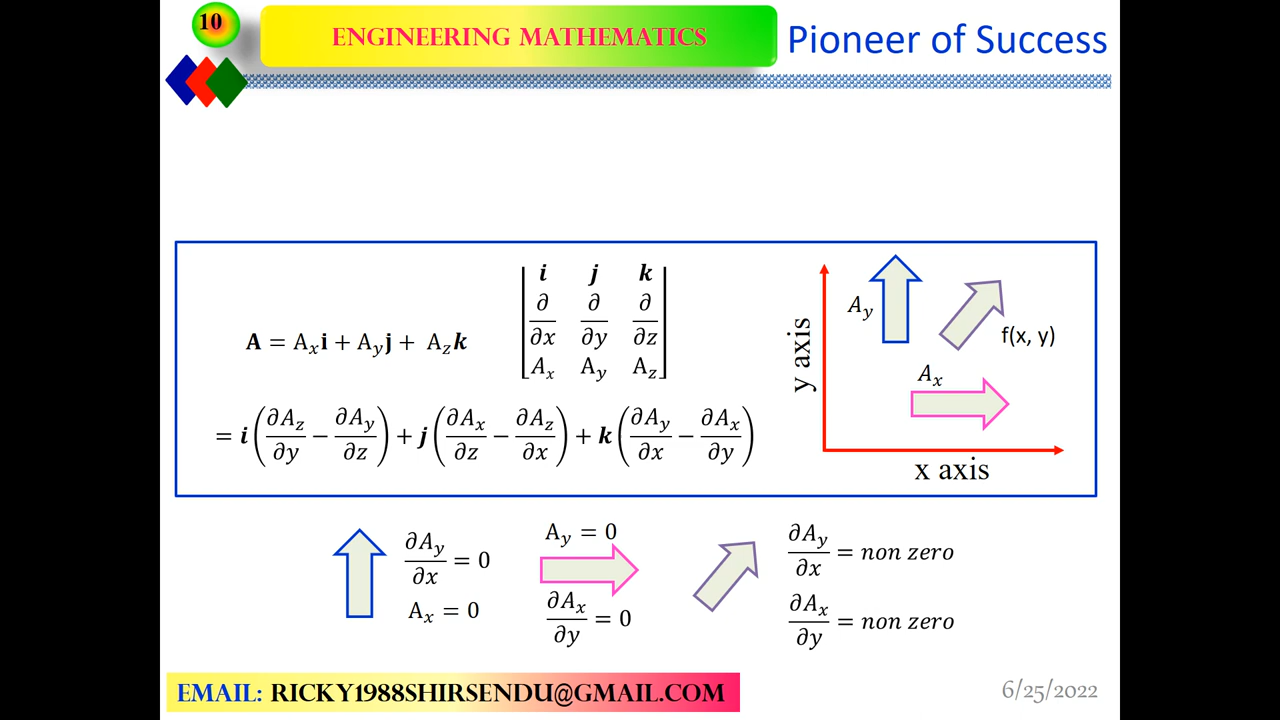 10
ENGINEERING MATHEMATICS
Pioneer of Success
i j k
∂/∂x ∂/∂y ∂/∂z
A_x A_y A_z
A = A_x i + A_y j + A_z k
= i(∂A_z/∂y − ∂A_y/∂z) + j(∂A_x/∂z − ∂A_z/∂x) + k(∂A_y/∂x − ∂A_x/∂y)
A_y
f(x, y)
A_x
y axis
x axis
∂A_y/∂x = 0
A_x = 0
A_y = 0
∂A_x/∂y = 0
∂A_y/∂x = non zero
∂A_x/∂y = non zero
EMAIL: RICKY1988SHIRSENDU@GMAIL.COM
6/25/2022